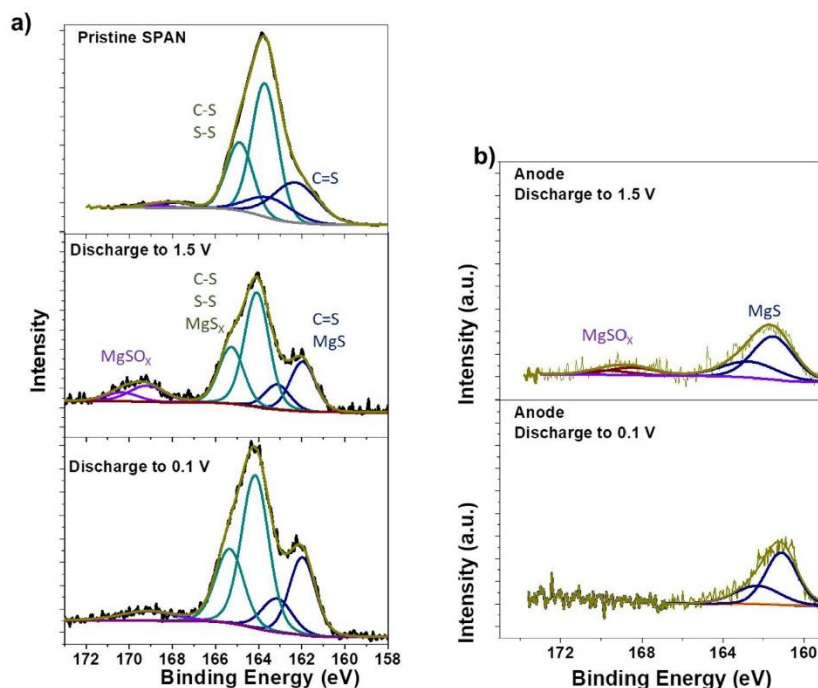 a)
Pristine SPAN
C-S
S-S
C=S
Discharge to 1.5 V
C-S
S-S
MgSₓ
C=S
MgS
MgSOₓ
Discharge to 0.1 V
Intensity
172 170 168 166 164 162 160 158
Binding Energy (eV)
b)
Anode
Discharge to 1.5 V
MgS
MgSOₓ
Intensity (a.u.)
Anode
Discharge to 0.1 V
Intensity (a.u.)
172 168 164 160
Binding Energy (eV)